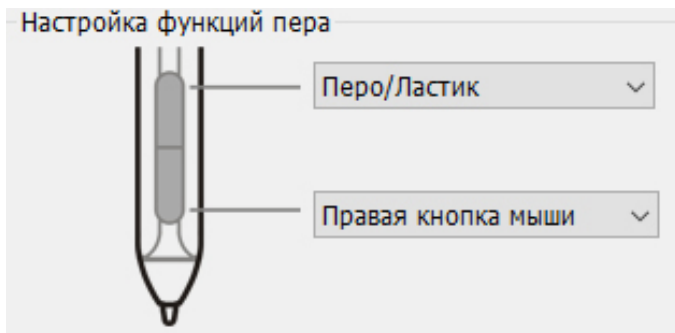 Настройка функций пера
Перо/Ластик
Правая кнопка мыши